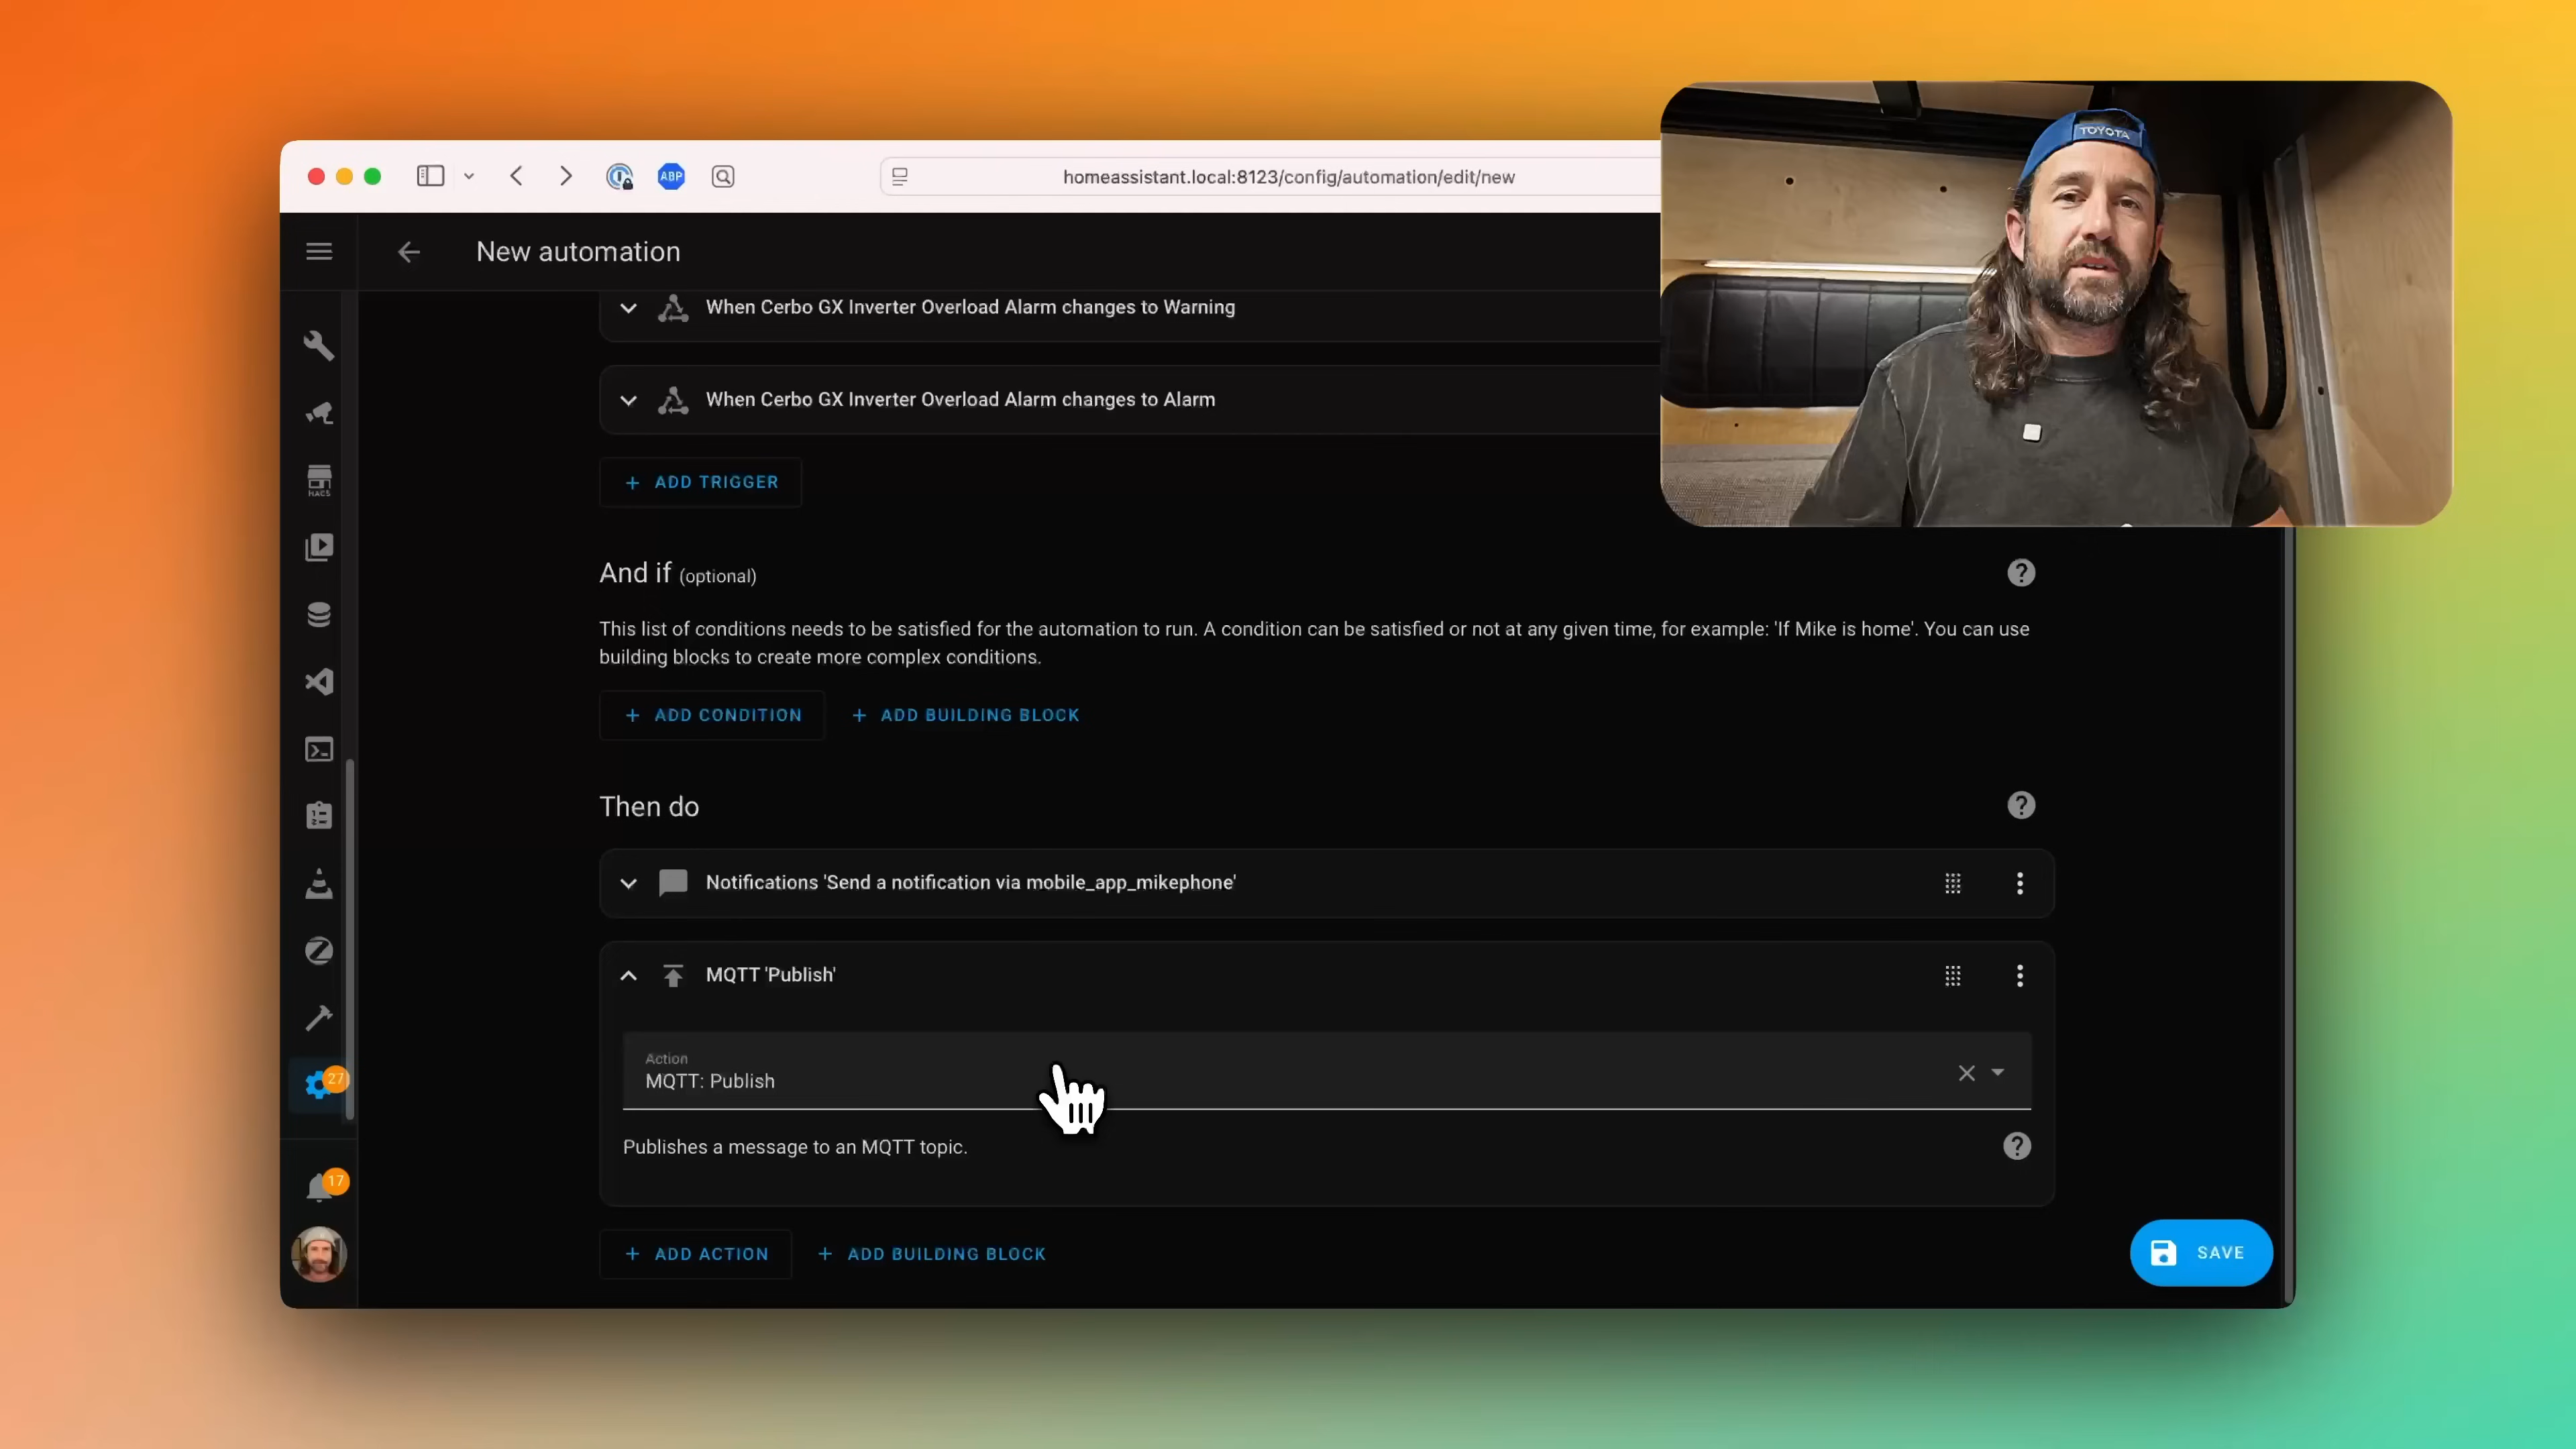 ABP
homeassistant.local:8123/config/automation/edit/new
TOYOTA
New automation
When Cerbo GX Inverter Overload Alarm changes to Warning
When Cerbo GX Inverter Overload Alarm changes to Alarm
+ ADD TRIGGER
HACS
And if (optional)
This list of conditions needs to be satisfied for the automation to run. A condition can be satisfied or not at any given time, for example: 'If Mike is home'. You can use
building blocks to create more complex conditions.
+ ADD CONDITION + ADD BUILDING BLOCK
Then do
Notifications 'Send a notification via mobile_app_mikephone'
MQTT 'Publish'
Action
MQTT: Publish
27
Publishes a message to an MQTT topic.
17
+ ADD ACTION + ADD BUILDING BLOCK
SAVE